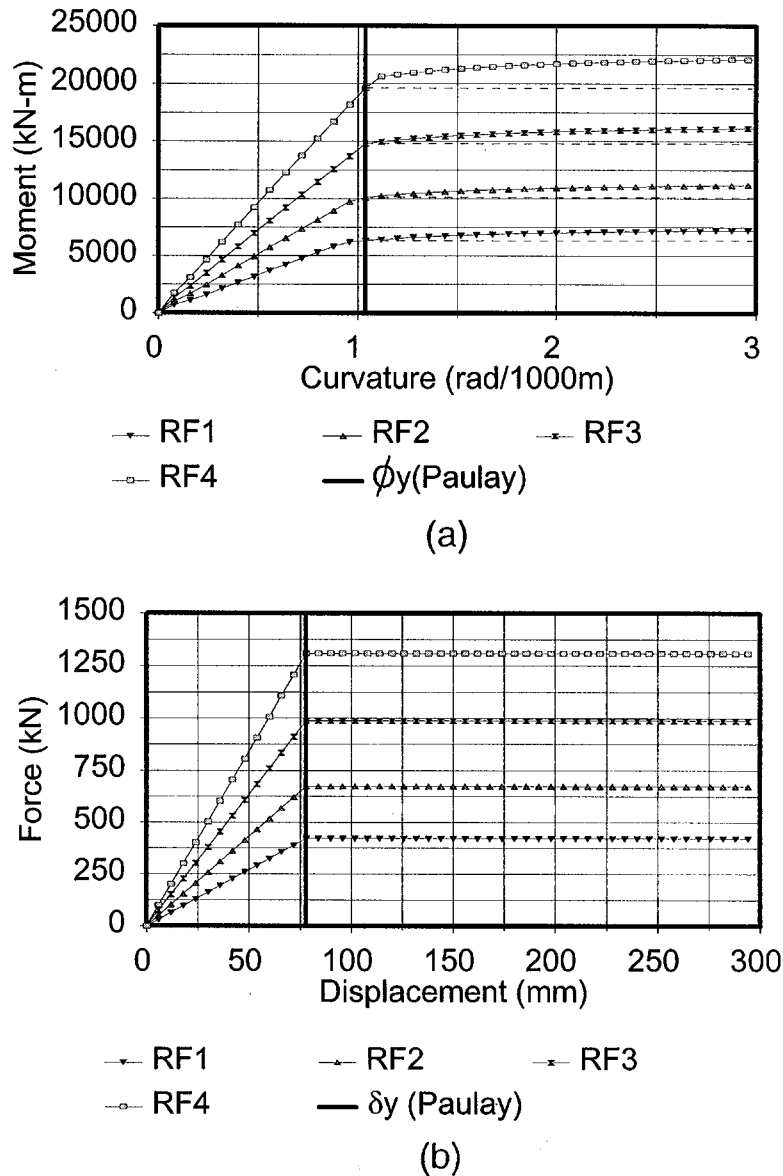 25000
20000
15000
10000
5000
0
Moment (kN-m)
0 1 2 3
Curvature (rad/1000m)
RF1 RF2 RF3
RF4 ϕy(Paulay)
(a)
1500
1250
1000
750
500
250
0
Force (kN)
0 50 100 150 200 250 300
Displacement (mm)
RF1 RF2 RF3
RF4 δy (Paulay)
(b)